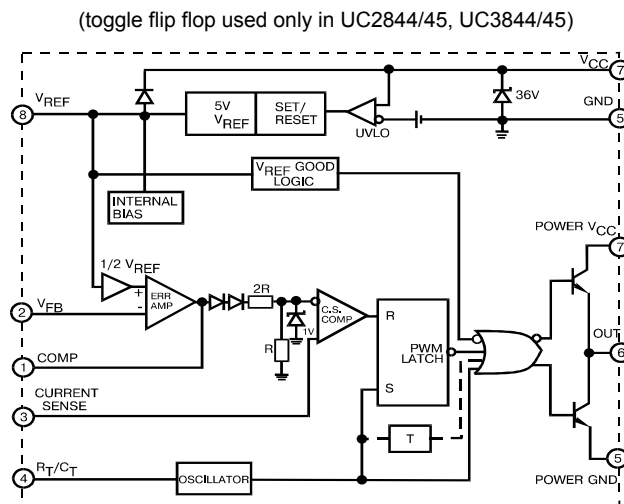 (toggle flip flop used only in UC2844/45, UC3844/45)
VCC
7
VREF
8
5V
VREF
SET/
RESET
UVLO
36V
GND
5
VREF GOOD
LOGIC
INTERNAL
BIAS
POWER VCC
7
1/2 VREF
+
-
ERR
AMP
2R
R
1V
C.S.
COMP
R
S
PWM
LATCH
VFB
2
COMP
1
CURRENT
SENSE
3
T
OUT
6
RT/CT
4
OSCILLATOR
5
POWER GND